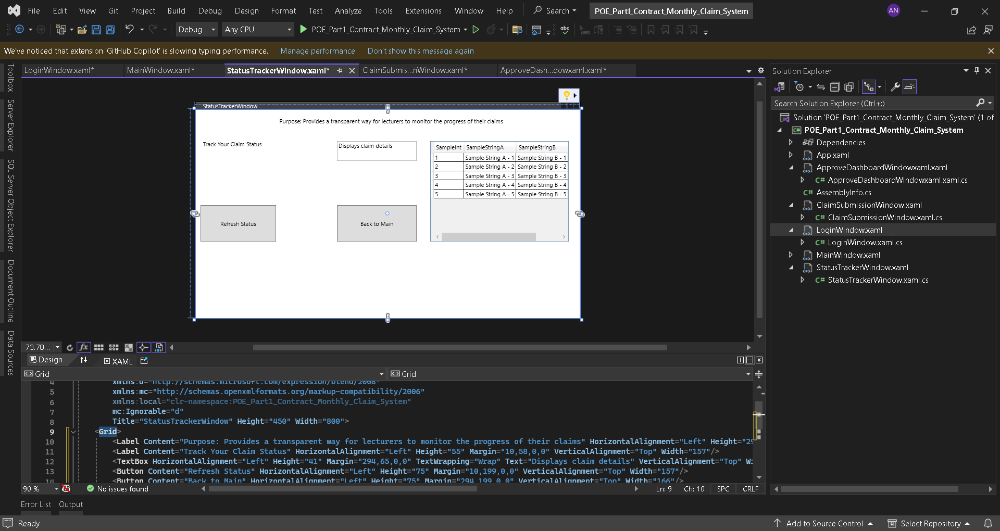 File Edit View Git Project Build Debug Design Format Test Analyze Tools Extensions Window Help Search POE_Part1_Contract_Monthly_Claim_System AN
Debug Any CPU POE_Part1_Contract_Monthly_Claim_System
We've noticed that extension 'GitHub Copilot' is slowing typing performance. Manage performance Don't show this message again
Toolbox
Server Explorer
SQL Server Object Explorer
Document Outline
Data Sources
LoginWindow.xaml* MainWindow.xaml* StatusTrackerWindow.xaml* ClaimSubmis...nWindow.xaml* ApproveDash...dowxaml.xaml*
StatusTrackerWindow
Purpose: Provides a transparent way for lecturers to monitor the progress of their claims
Track Your Claim Status
Displays claim details
SampleInt SampleStringA SampleStringB
1 Sample String A - 1 Sample String B - 1
2 Sample String A - 2 Sample String B - 2
3 Sample String A - 3 Sample String B - 3
4 Sample String A - 4 Sample String B - 4
5 Sample String A - 5 Sample String B - 5
Refresh Status
Back to Main
73.78...
Design XAML
Grid Grid
4 xmlns:d="http://schemas.microsoft.com/expression/blend/2008"
5 xmlns:mc="http://schemas.openxmlformats.org/markup-compatibility/2006"
6 xmlns:local="clr-namespace:POE_Part1_Contract_Monthly_Claim_System"
7 mc:Ignorable="d"
8 Title="StatusTrackerWindow" Height="450" Width="800">
9 <Grid>
10 <Label Content="Purpose: Provides a transparent way for lecturers to monitor the progress of their claims" HorizontalAlignment="Left" Height="29
11 <Label Content="Track Your Claim Status" HorizontalAlignment="Left" Height="55" Margin="10,58,0,0" VerticalAlignment="Top" Width="157"/>
12 <TextBox HorizontalAlignment="Left" Height="41" Margin="294,65,0,0" TextWrapping="Wrap" Text="Displays claim details" VerticalAlignment="Top" Wi
13 <Button Content="Refresh Status" HorizontalAlignment="Left" Height="75" Margin="10,199,0,0" VerticalAlignment="Top" Width="157"/>
14 <Button Content="Back to Main" HorizontalAlignment="Left" Height="75" Margin="294,199,0,0" VerticalAlignment="Top" Width="166"/>
90 % No issues found Ln: 9 Ch: 10 SPC CRLF
Error List Output
Ready Add to Source Control Select Repository
Solution Explorer
Search Solution Explorer (Ctrl+;)
Solution 'POE_Part1_Contract_Monthly_Claim_System' (1 of
POE_Part1_Contract_Monthly_Claim_System
Dependencies
App.xaml
ApproveDashboardWindowxaml.xaml
C# ApproveDashboardWindowxaml.xaml.cs
C# AssemblyInfo.cs
ClaimSubmissionWindow.xaml
C# ClaimSubmissionWindow.xaml.cs
LoginWindow.xaml
C# LoginWindow.xaml.cs
MainWindow.xaml
StatusTrackerWindow.xaml
C# StatusTrackerWindow.xaml.cs